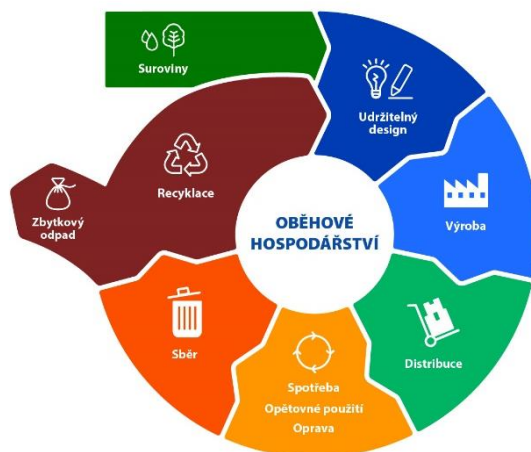 Suroviny
Udržitelný
design
Výroba
Distribuce
Spotřeba
Opětovné použití
Oprava
Sběr
Recyklace
Zbytkový
odpad
OBĚHOVÉ
HOSPODÁŘSTVÍ